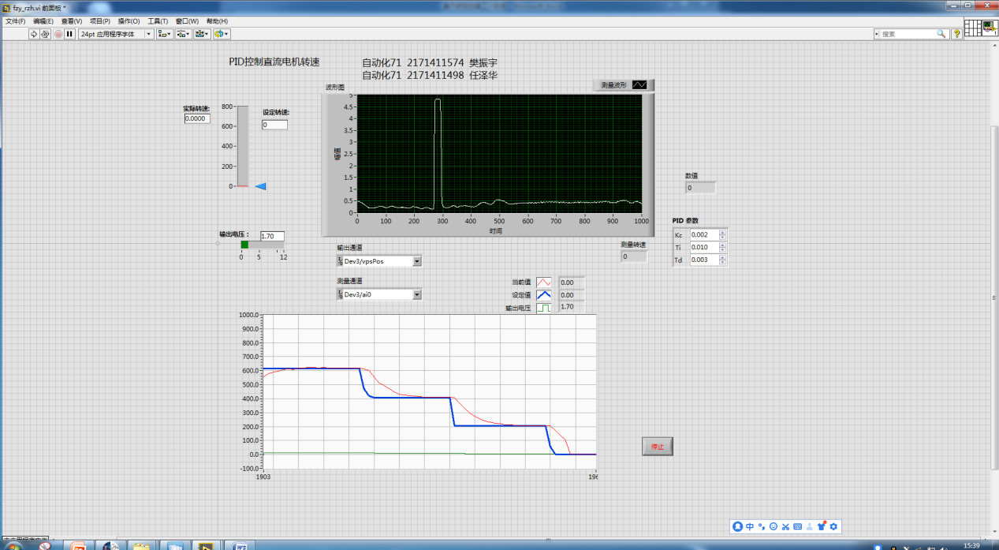 fzy_rzh.vi 前面板 *
文件(F) 编辑(E) 查看(V) 项目(P) 操作(O) 工具(T) 窗口(W) 帮助(H)
24pt 应用程序字体
搜索
?
PID控制直流电机转速
自动化71 2171411574 樊振宇
自动化71 2171411498 任泽华
波形图
测量波形
实际转速:
0.0000
800
600
400
200
0
设定转速:
0
5
4.5
4
3.5
3
2.5
2
1.5
1
0.5
0
幅值
0 100 200 300 400 500 600 700 800 900 1000
时间
数值
0
PID 参数
Kc 0.002
Ti 0.010
Td 0.003
输出电压：
1.70
0 5 12
输出通道
Dev3/vpsPos
测量转速
0
测量通道
Dev3/ai0
当前值 0.00
设定值 0.00
输出电压 1.70
1000.0
900.0
800.0
700.0
600.0
500.0
400.0
300.0
200.0
100.0
0.0
-100.0
1903
停止
中
15:39